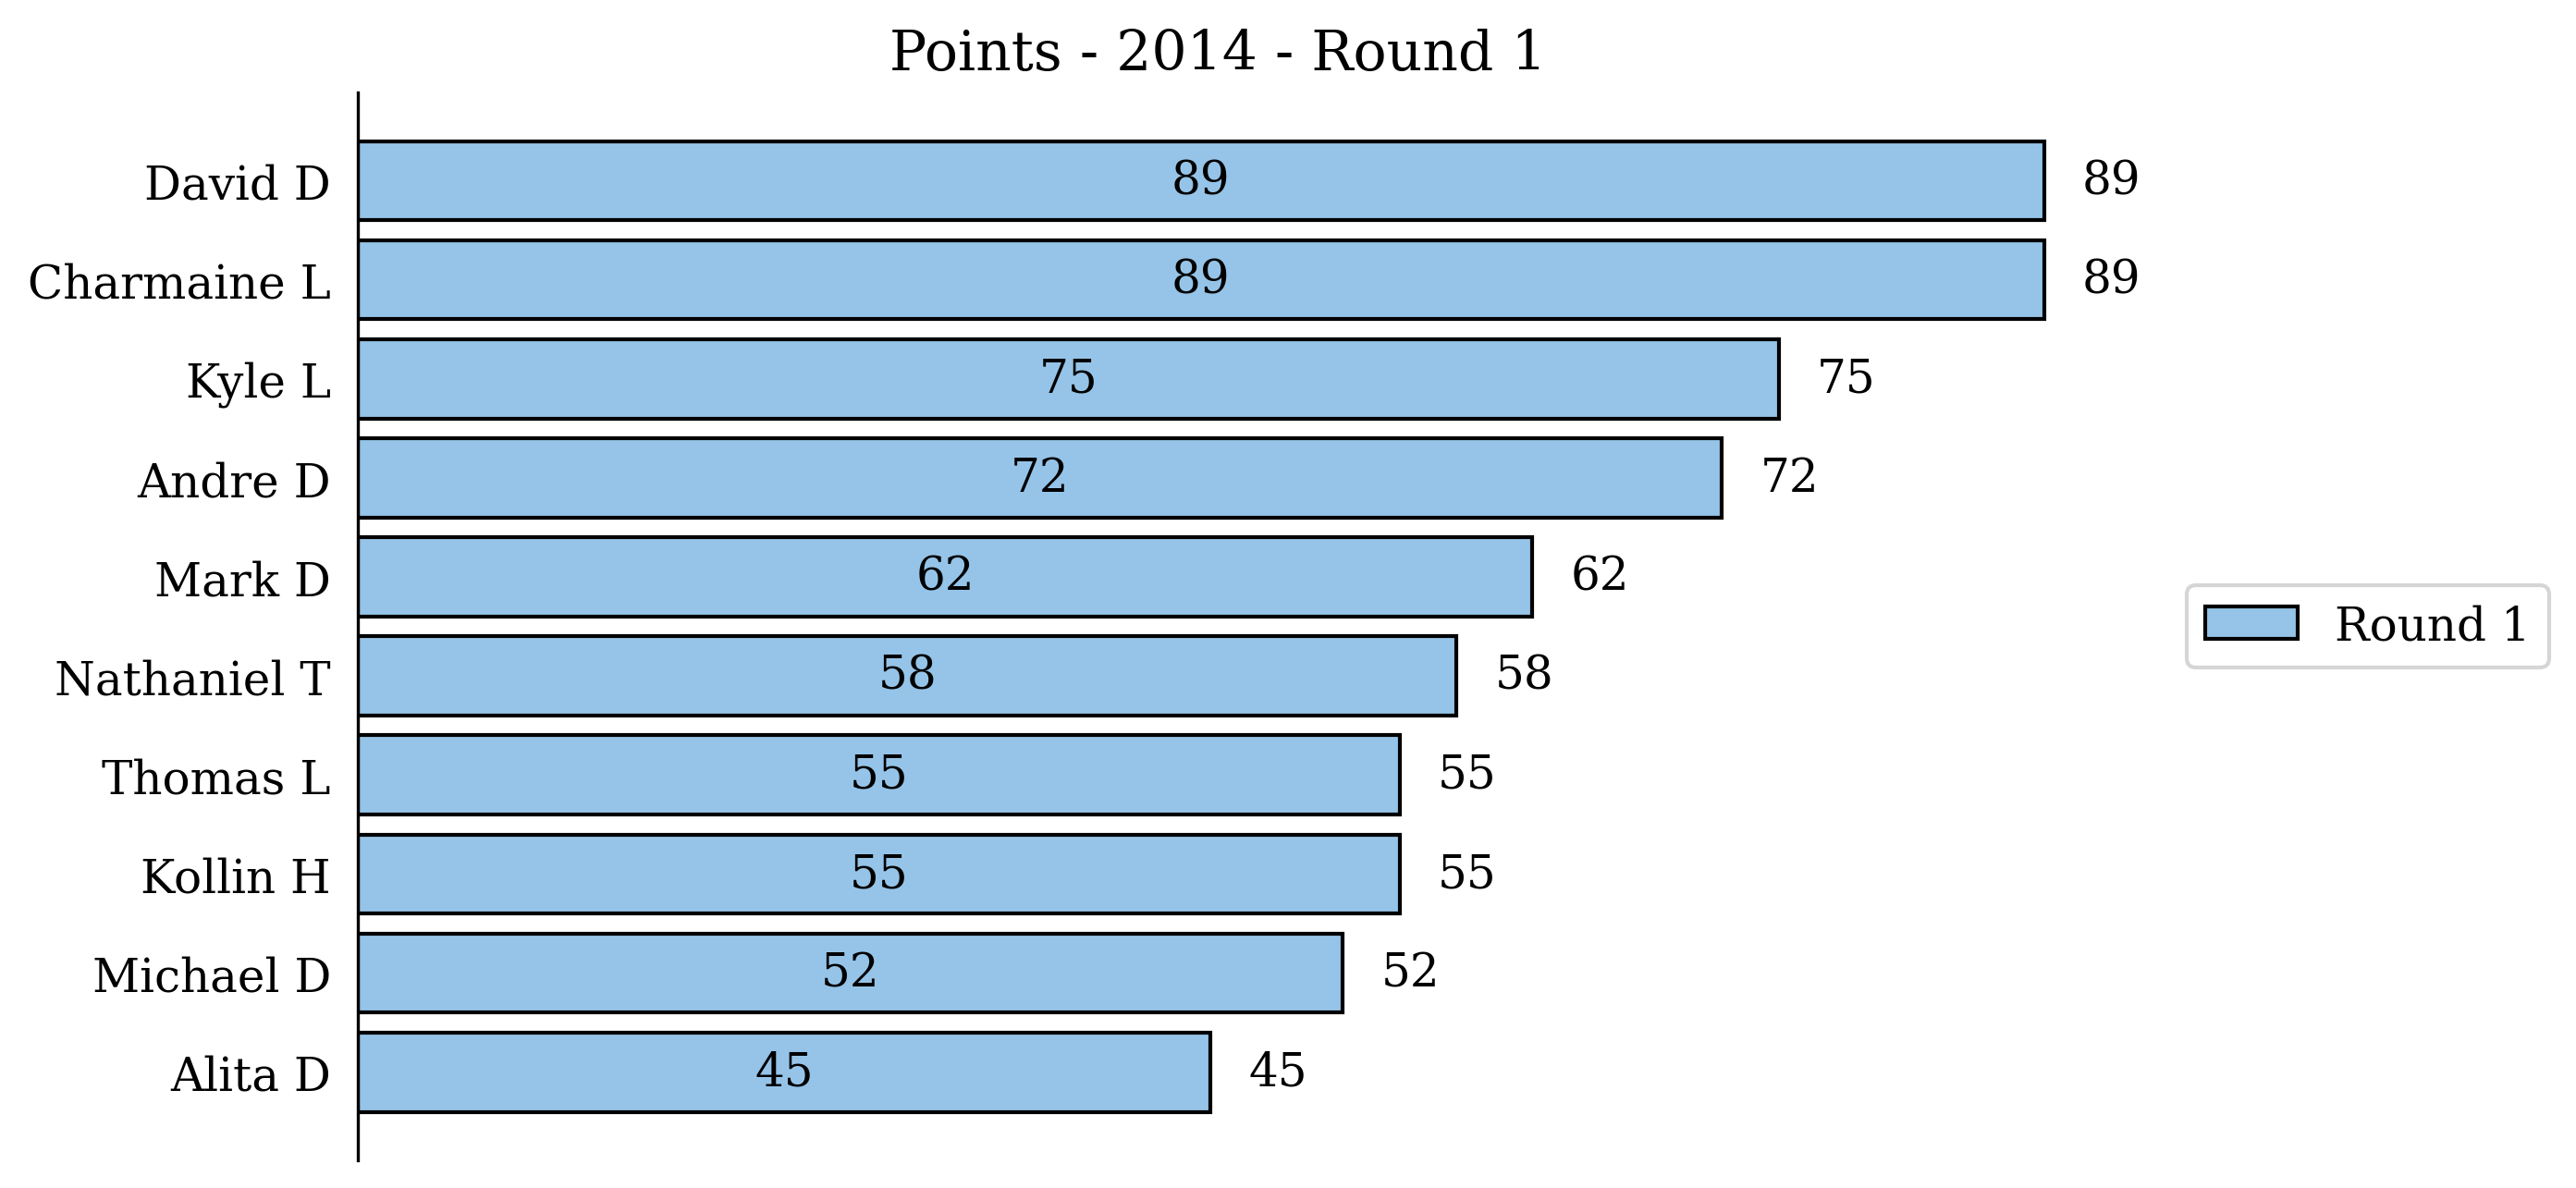 Points - 2014 - Round 1
David D 89 89
Charmaine L 89 89
Kyle L 75 75
Andre D 72 72
Mark D 62 62
Nathaniel T 58 58
Thomas L 55 55
Kollin H 55 55
Michael D 52 52
Alita D 45 45
Round 1